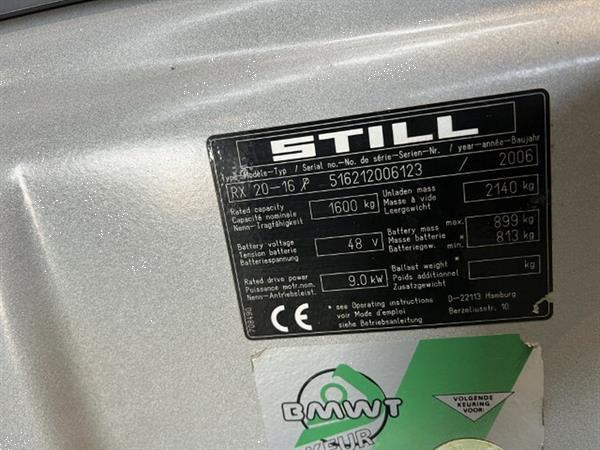 STILL
Type-Modèle-Typ / Serial no.-No. de série-Serien-Nr. / year-année-Baujahr
RX 20-16 P 516212006123 / 2006
Rated capacity
Capacité nominale
Nenn-Tragfähigkeit
1600 kg
Unladen mass
Masse à vide
Leergewicht
2140 kg
Battery voltage
Tension batterie
Batteriespannung
48 V
Battery mass max.
Masse batterie *
Batteriegew. min.
899 kg
813 kg
Rated drive power
Puissance motr.nom.
Nenn-Antriebsleist.
9.0 kW
Ballast weight *
Poids additionnel
Zusatzgewicht
kg
CE
* see Operating instructions
voir Mode d'emploi
siehe Betriebsanleitung
D-22113 Hamburg
Berzeliusstr. 10
BMWT
KEUR
VOLGENDE
KEURING
VOOR: